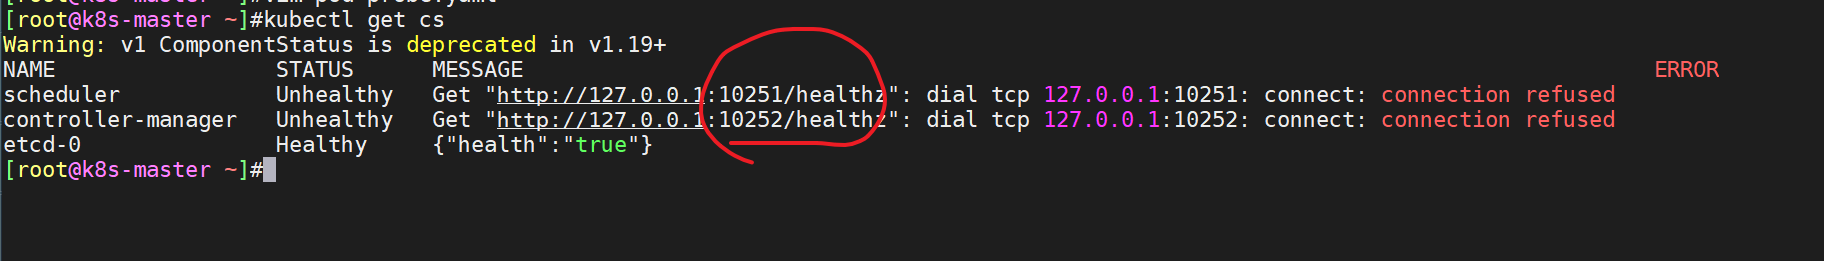 [root@k8s-master ~]#kubectl get cs
Warning: v1 ComponentStatus is deprecated in v1.19+
NAME                 STATUS      MESSAGE                                                                                       ERROR
scheduler            Unhealthy   Get "http://127.0.0.1:10251/healthz": dial tcp 127.0.0.1:10251: connect: connection refused
controller-manager   Unhealthy   Get "http://127.0.0.1:10252/healthz": dial tcp 127.0.0.1:10252: connect: connection refused
etcd-0               Healthy     {"health":"true"}
[root@k8s-master ~]#